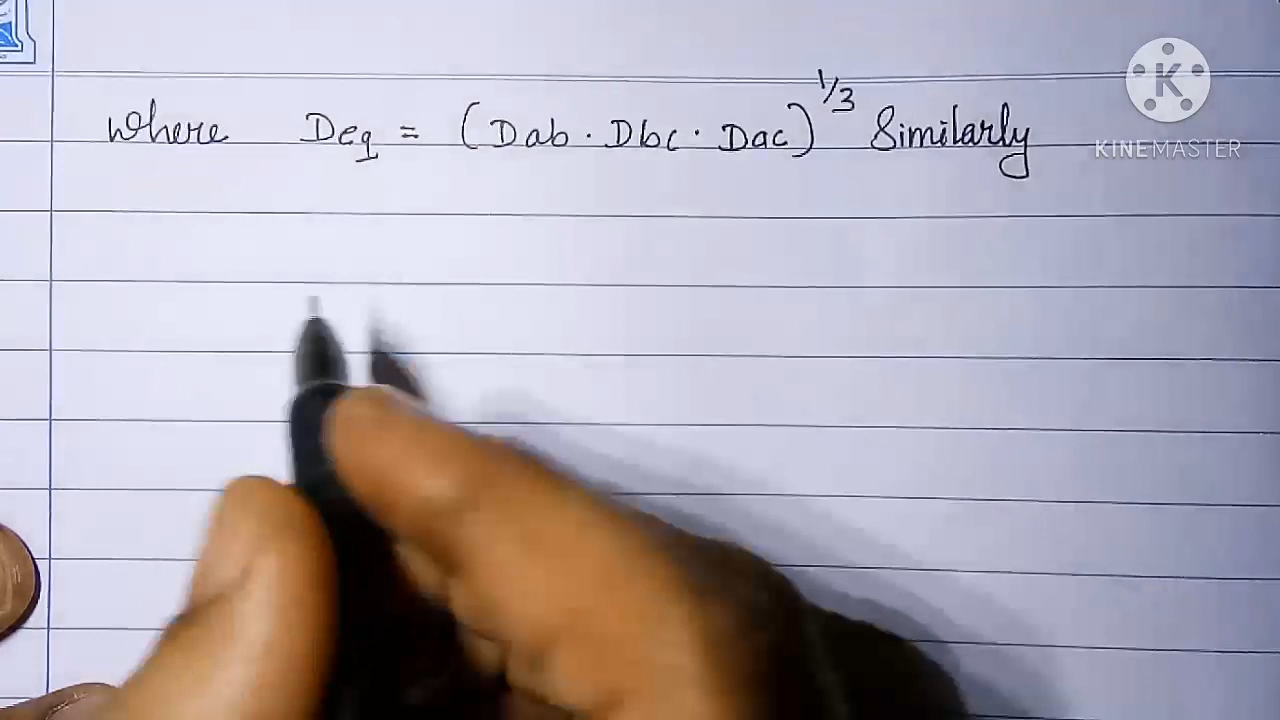 where Deq = (Dab · Dbc · Dac)^1/3 Similarly
K
KINEMASTER